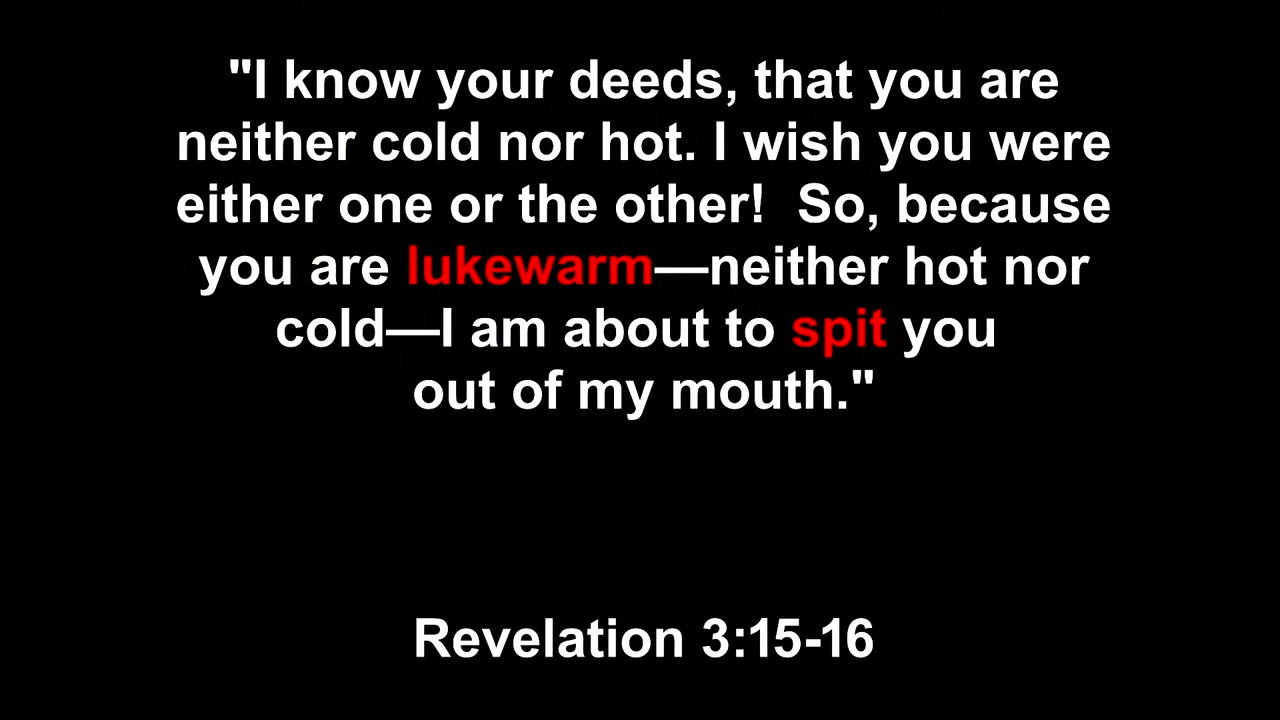 "I know your deeds, that you are
neither cold nor hot. I wish you were
either one or the other!  So, because
you are lukewarm—neither hot nor
cold—I am about to spit you
out of my mouth."
Revelation 3:15-16